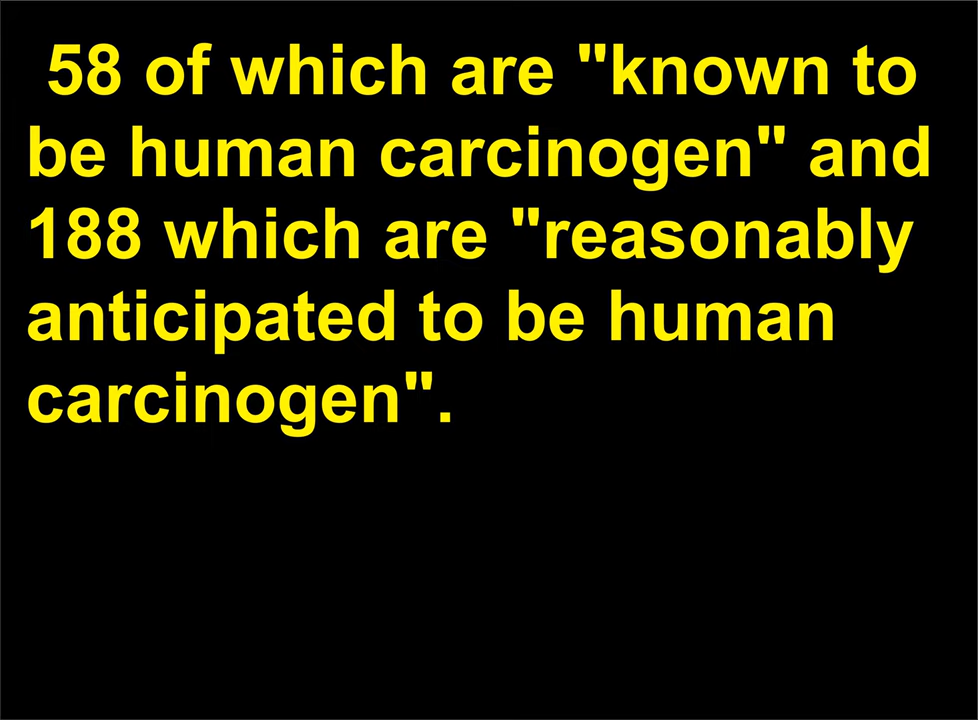 58 of which are "known to
be human carcinogen" and
188 which are "reasonably
anticipated to be human
carcinogen".